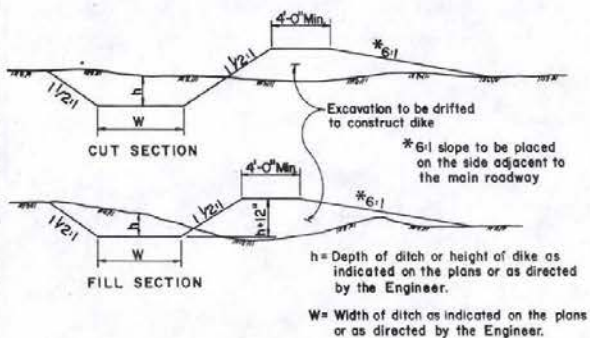 4'-0"Min.
1 1/2:1
*6:1
1 1/2:1
h
W
CUT SECTION
Excavation to be drifted
to construct dike
*6:1 slope to be placed
on the side adjacent to
the main roadway
4'-0"Min.
1 1/2:1
*6:1
1 1/2:1
h
h+12"
W
FILL SECTION
h = Depth of ditch or height of dike as
indicated on the plans or as directed
by the Engineer.
W= Width of ditch as indicated on the plans
or as directed by the Engineer.